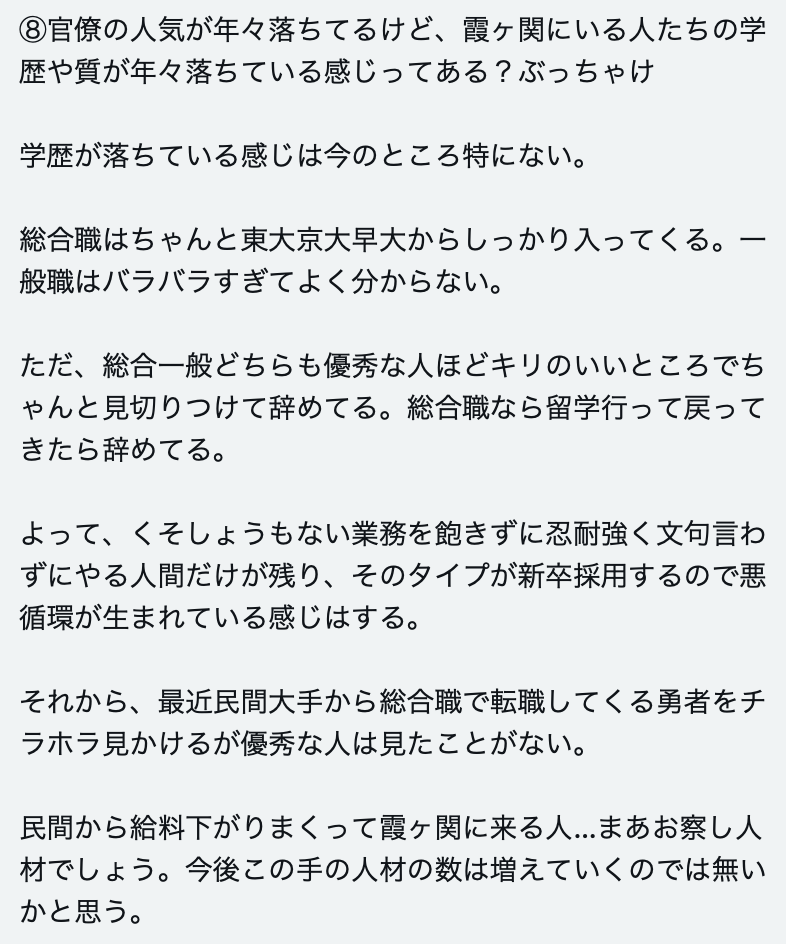 ⑧官僚の人気が年々落ちてるけど、霞ヶ関にいる人たちの学
歴や質が年々落ちている感じってある？ぶっちゃけ
学歴が落ちている感じは今のところ特にない。
総合職はちゃんと東大京大早大からしっかり入ってくる。一
般職はバラバラすぎてよく分からない。
ただ、総合一般どちらも優秀な人ほどキリのいいところでち
ゃんと見切りつけて辞めてる。総合職なら留学行って戻って
きたら辞めてる。
よって、くそしょうもない業務を飽きずに忍耐強く文句言わ
ずにやる人間だけが残り、そのタイプが新卒採用するので悪
循環が生まれている感じはする。
それから、最近民間大手から総合職で転職してくる勇者をチ
ラホラ見かけるが優秀な人は見たことがない。
民間から給料下がりまくって霞ヶ関に来る人...まあお察し人
材でしょう。今後この手の人材の数は増えていくのでは無い
かと思う。